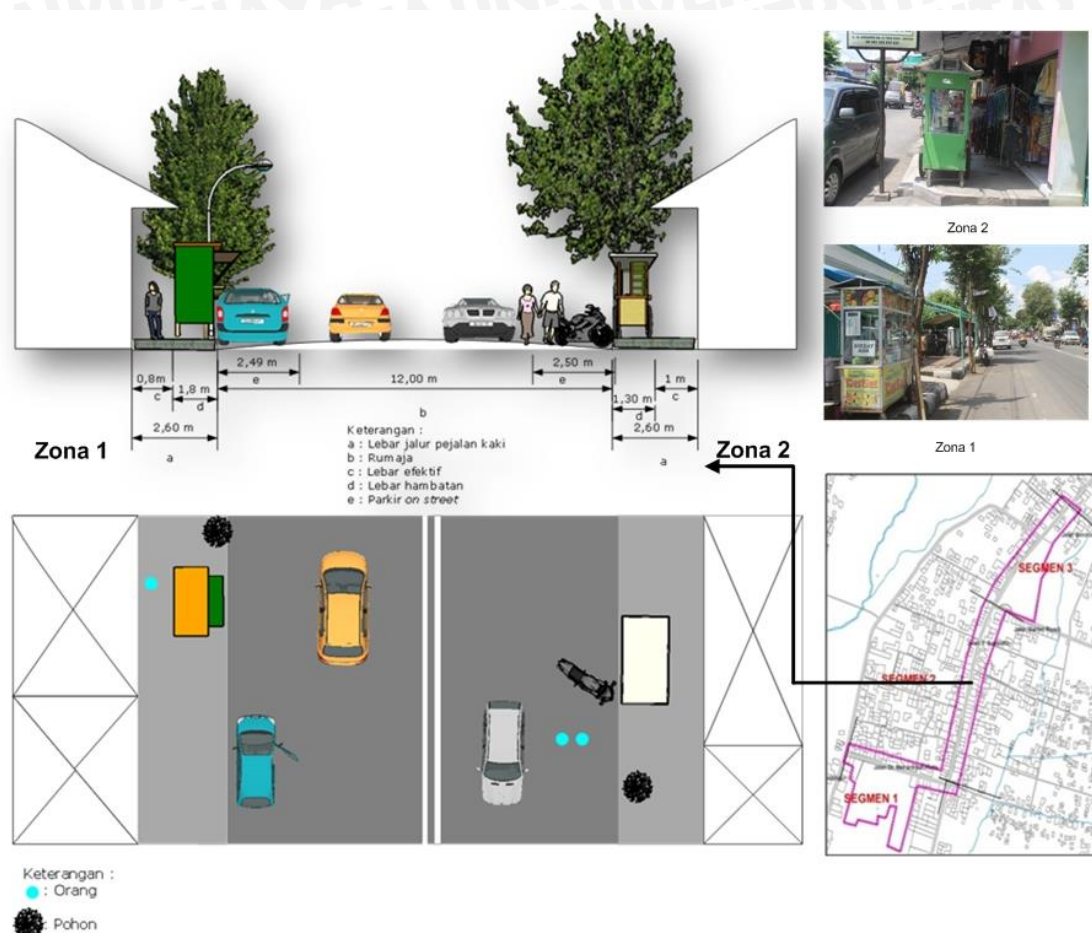 Zona 2
Zona 1
2,49 m
e
12,00 m
2,50 m
e
0,8m
c
1,8 m
d
1 m
c
1,30 m
d
b
2,60 m
a
2,60 m
a
Zona 1
Zona 2
Keterangan :
a : Lebar jalur pejalan kaki
b : Rumaja
c : Lebar efektif
d : Lebar hambatan
e : Parkir on street
SEGMEN 3
SEGMEN 2
SEGMEN 1
Keterangan :
: Orang
: Pohon